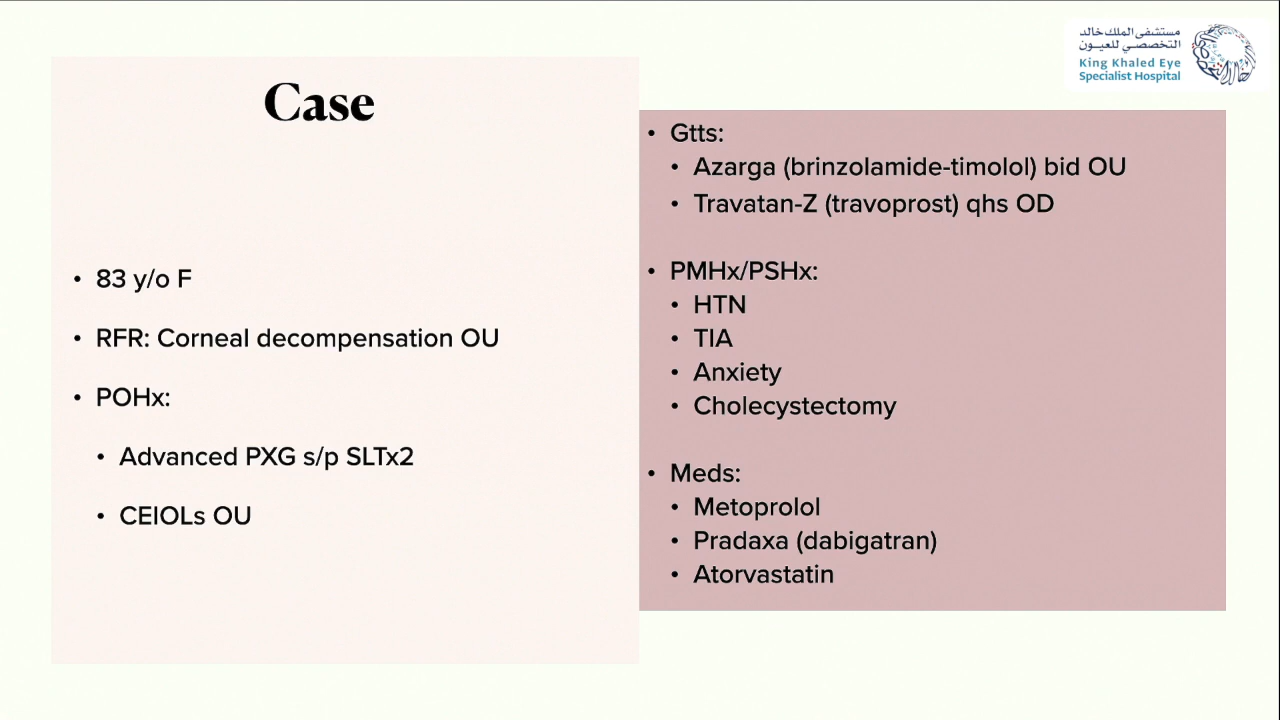 مستشفى الملك خالد
التخصصي للعيون
King Khaled Eye
Specialist Hospital
Case
• 83 y/o F
• RFR: Corneal decompensation OU
• POHx:
• Advanced PXG s/p SLTx2
• CEIOLs OU
• Gtts:
• Azarga (brinzolamide-timolol) bid OU
• Travatan-Z (travoprost) qhs OD
• PMHx/PSHx:
• HTN
• TIA
• Anxiety
• Cholecystectomy
• Meds:
• Metoprolol
• Pradaxa (dabigatran)
• Atorvastatin